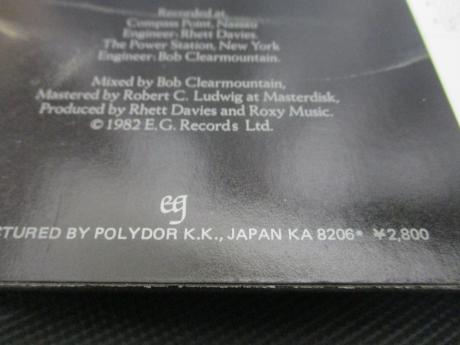 Recorded at
Compass Point, Nassau
Engineer: Rhett Davies.
The Power Station, New York
Engineer: Bob Clearmountain.
Mixed by Bob Clearmountain,
Mastered by Robert C. Ludwig at Masterdisk,
Produced by Rhett Davies and Roxy Music.
© 1982 E.G. Records Ltd.
eg
CTURED BY POLYDOR K.K., JAPAN KA 8206* ¥2,800